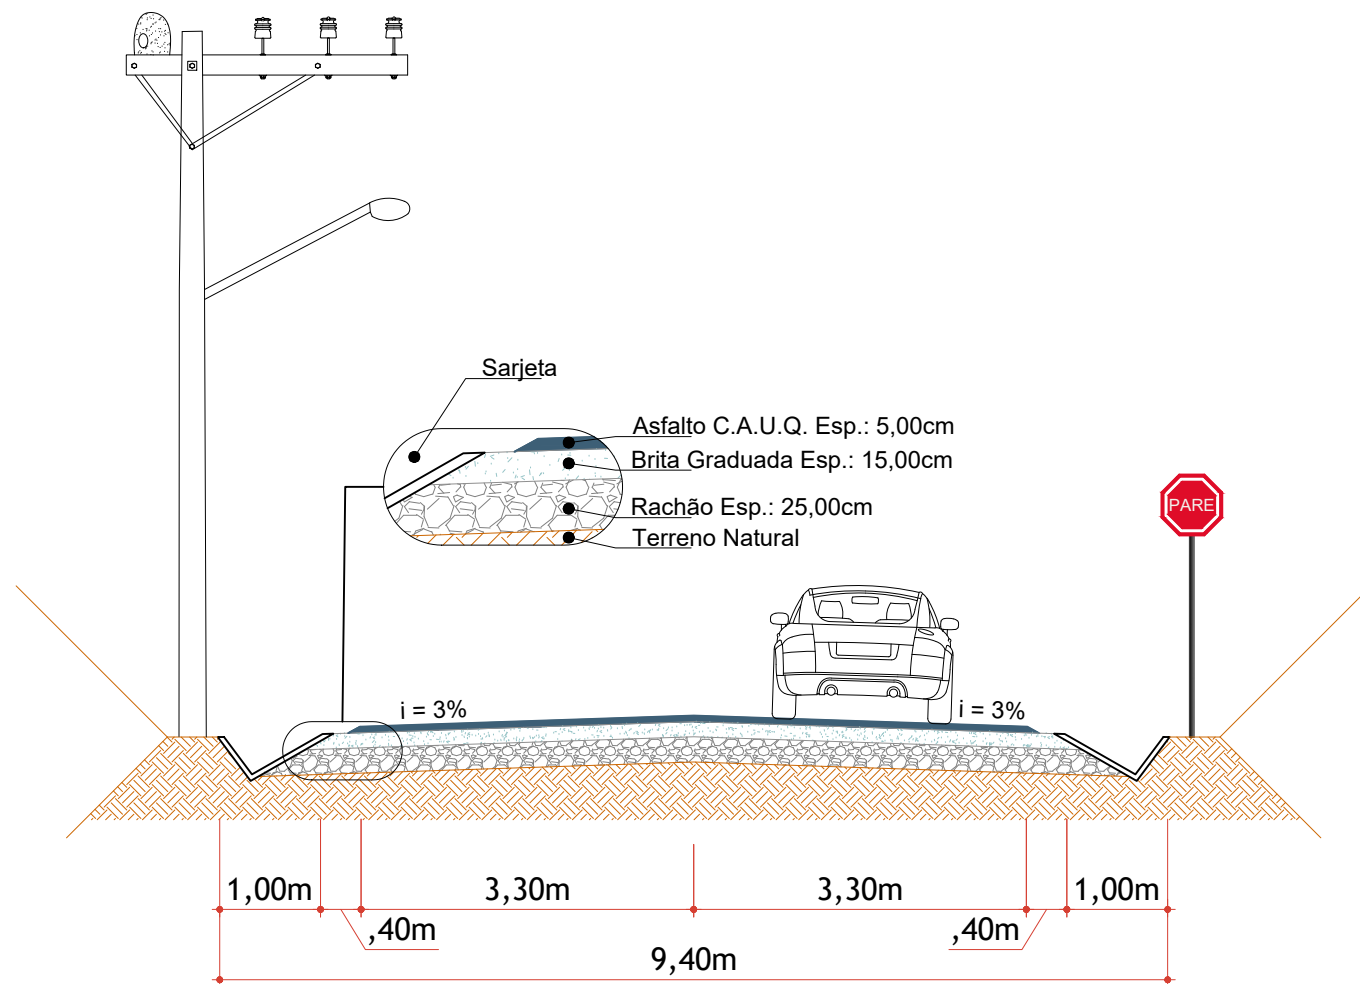 Sarjeta
Asfalto C.A.U.Q. Esp.: 5,00cm
Brita Graduada Esp.: 15,00cm
Rachão Esp.: 25,00cm
Terreno Natural
PARE
i = 3%
i = 3%
1,00m
3,30m
3,30m
1,00m
,40m
,40m
9,40m